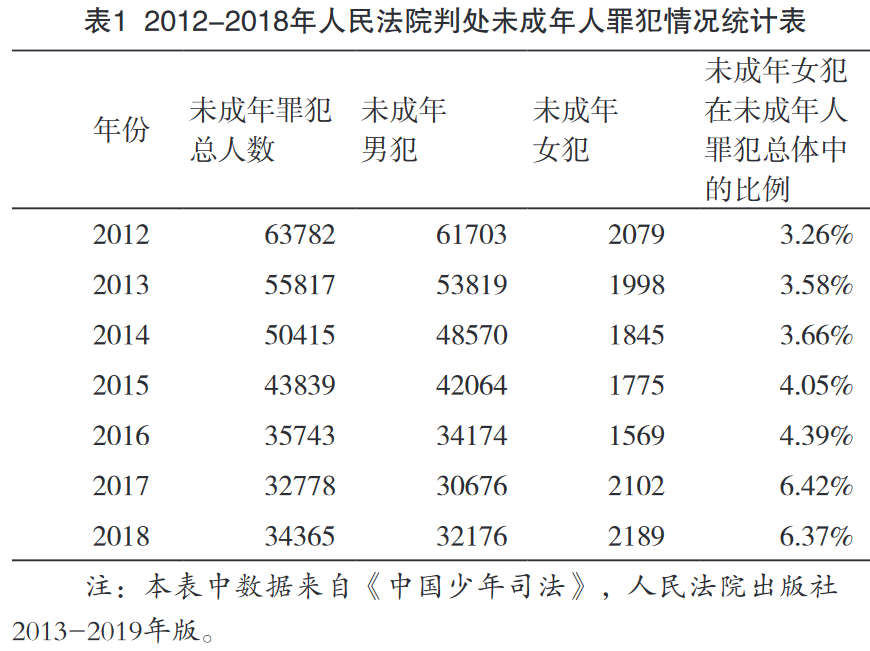 表1 2012-2018年人民法院判处未成年人罪犯情况统计表
年份 未成年罪犯总人数 未成年男犯 未成年女犯 未成年女犯在未成年人罪犯总体中的比例
2012 63782 61703 2079 3.26%
2013 55817 53819 1998 3.58%
2014 50415 48570 1845 3.66%
2015 43839 42064 1775 4.05%
2016 35743 34174 1569 4.39%
2017 32778 30676 2102 6.42%
2018 34365 32176 2189 6.37%
注：本表中数据来自《中国少年司法》，人民法院出版社
2013-2019年版。